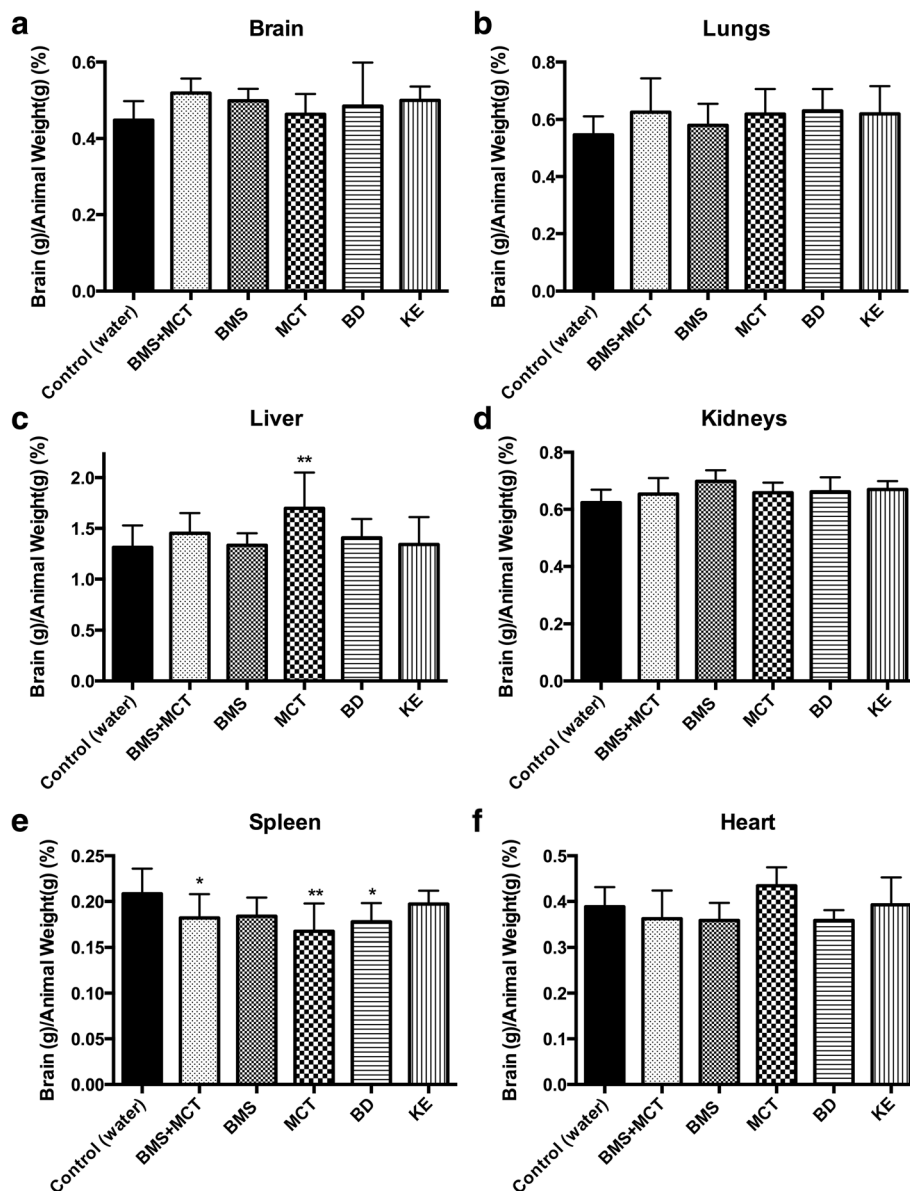 a
Brain
Brain (g)/Animal Weight(g) (%)
0.6
0.4
0.2
0.0
Control (water)
BMS+MCT
BMS
MCT
BD
KE
b
Lungs
Brain (g)/Animal Weight(g) (%)
0.8
0.6
0.4
0.2
0.0
Control (water)
BMS+MCT
BMS
MCT
BD
KE
c
Liver
Brain (g)/Animal Weight(g) (%)
2.0
1.5
1.0
0.5
0.0
**
Control (water)
BMS+MCT
BMS
MCT
BD
KE
d
Kidneys
Brain (g)/Animal Weight(g) (%)
0.8
0.6
0.4
0.2
0.0
Control (water)
BMS+MCT
BMS
MCT
BD
KE
e
Spleen
Brain (g)/Animal Weight(g) (%)
0.25
0.20
0.15
0.10
0.05
0.00
*
**
*
Control (water)
BMS+MCT
BMS
MCT
BD
KE
f
Heart
Brain (g)/Animal Weight(g) (%)
0.5
0.4
0.3
0.2
0.1
0.0
Control (water)
BMS+MCT
BMS
MCT
BD
KE